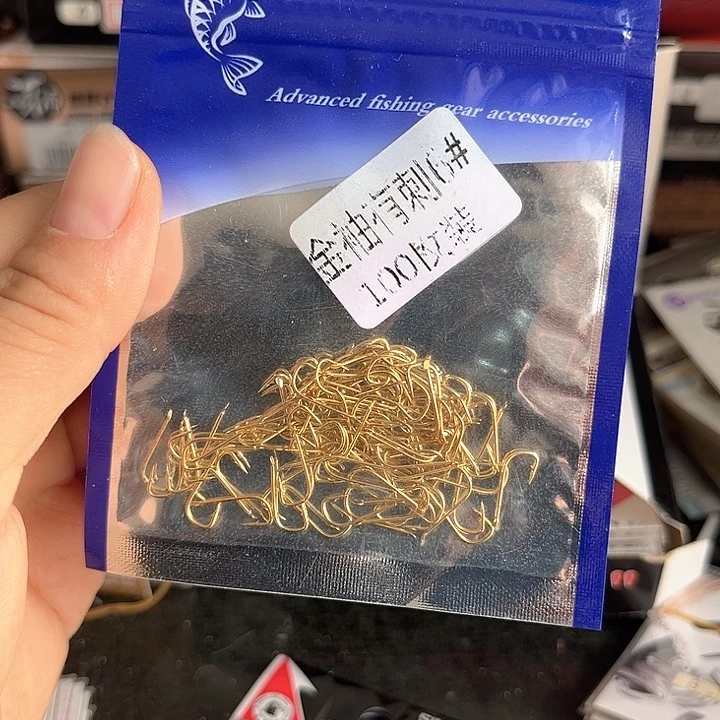 Advanced fishing gear accessories
金袖有刺6#
100枚装